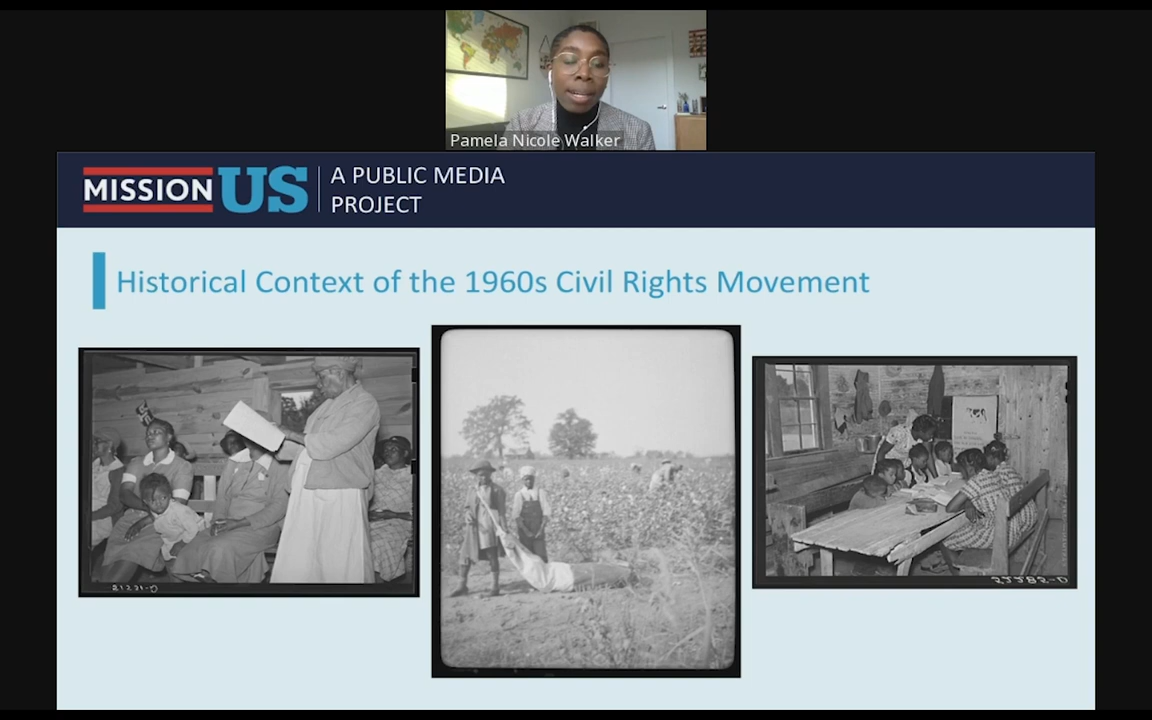 Pamela Nicole Walker
MISSION US
A PUBLIC MEDIA
PROJECT
Historical Context of the 1960s Civil Rights Movement